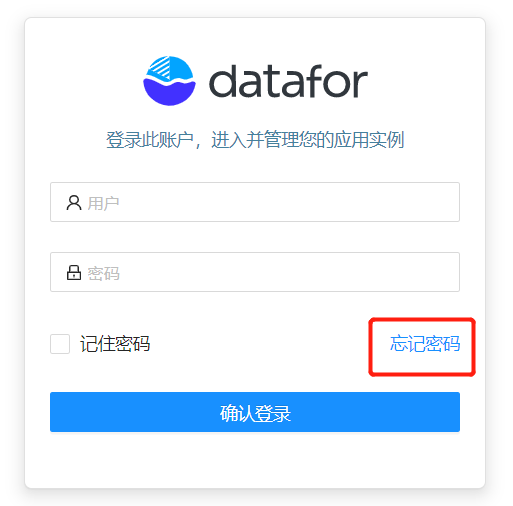 datafor
登录此账户，进入并管理您的应用实例
用户
密码
记住密码 忘记密码
确认登录